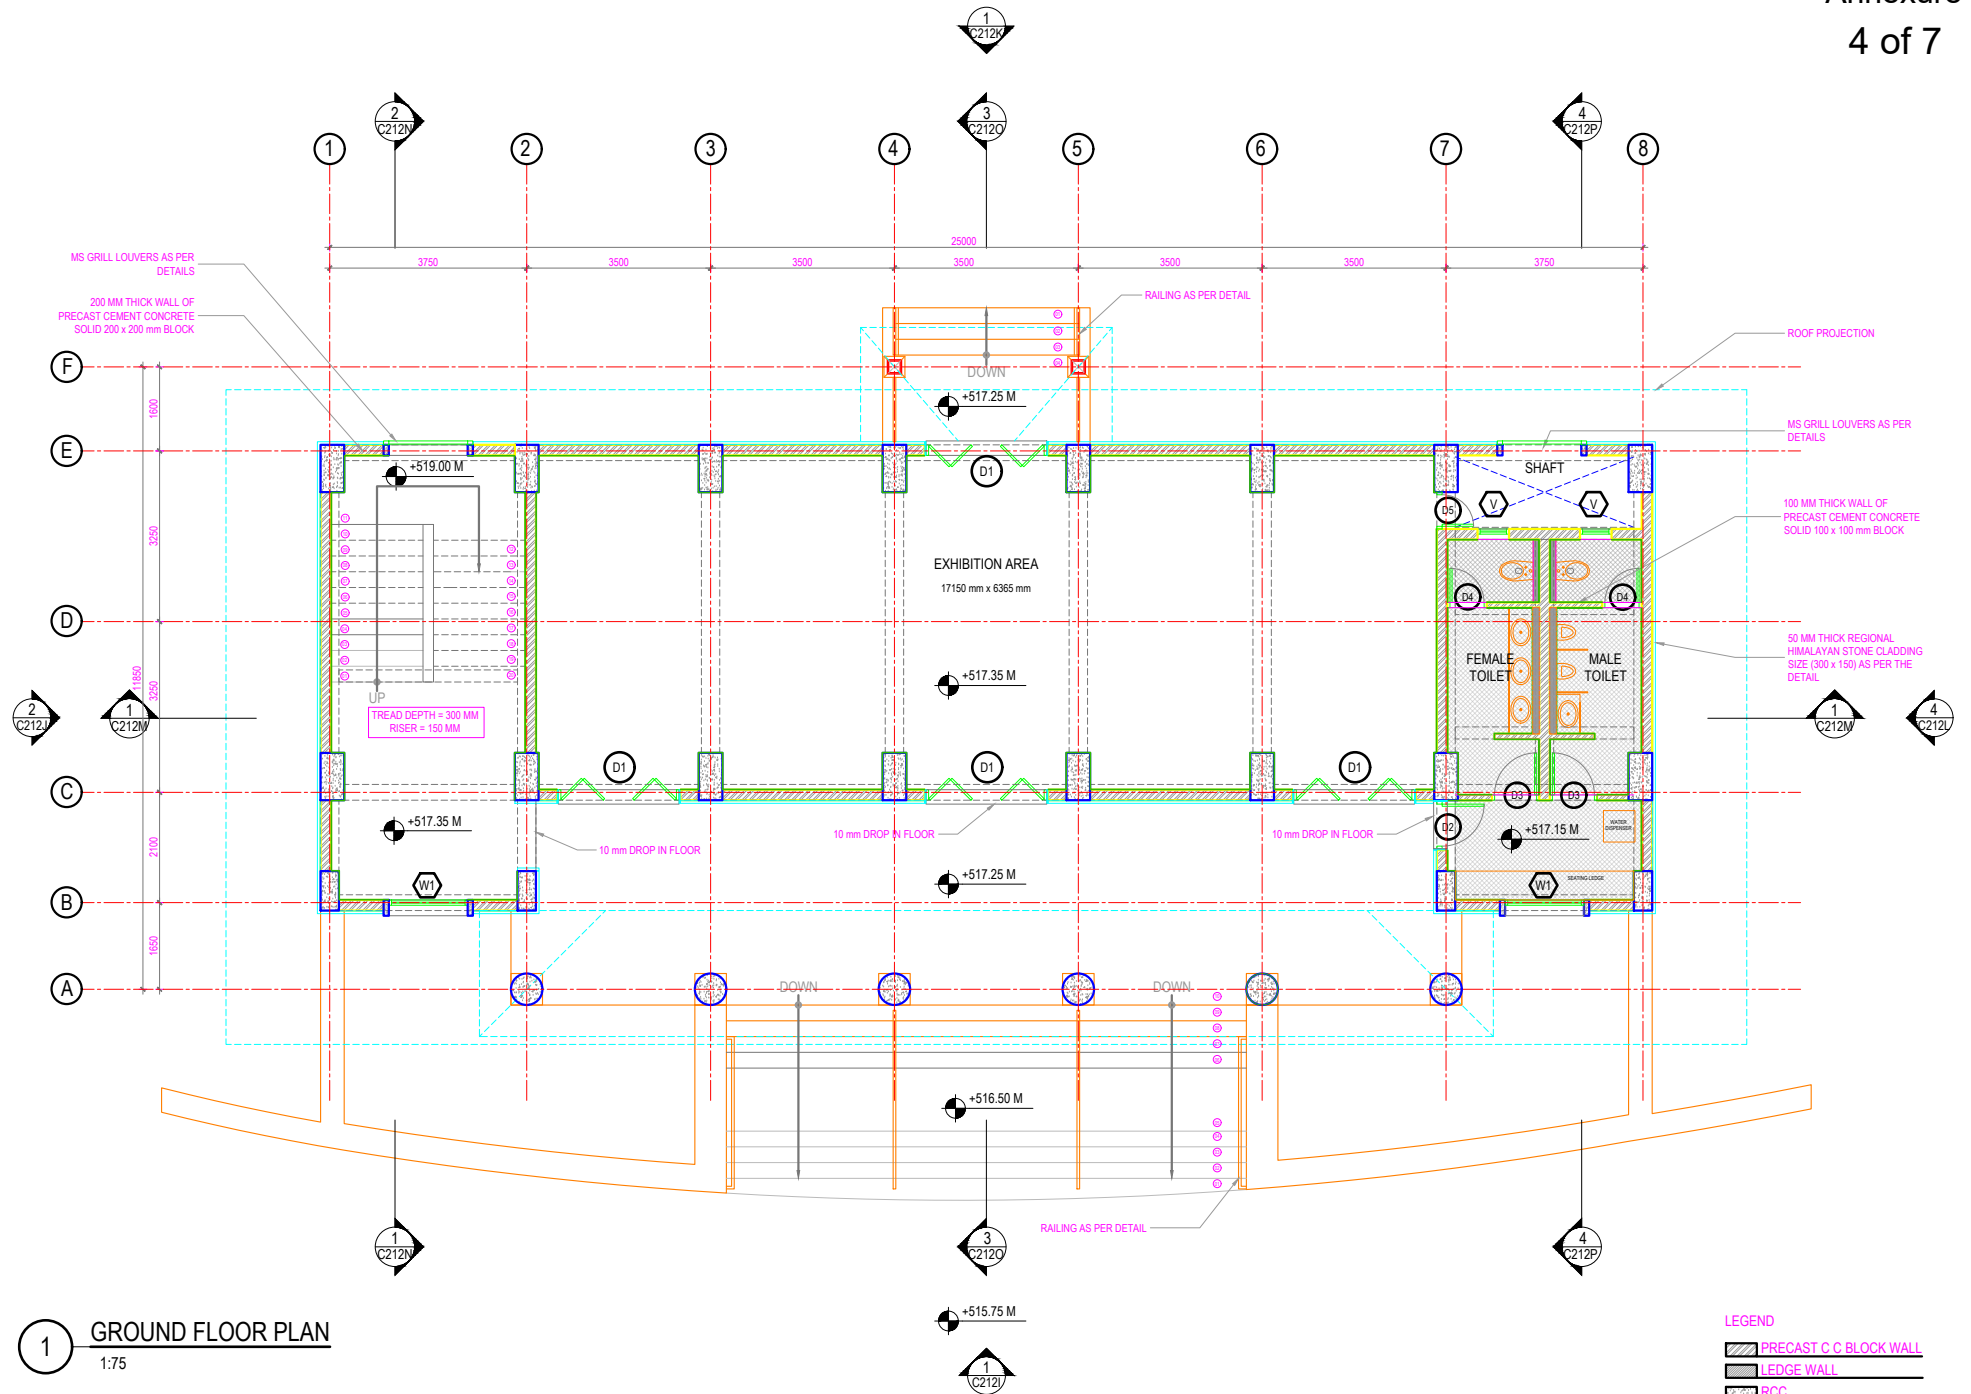 Annexure
4 of 7
1
C212K
2
C212N
3
C212O
4
C212P
1
2
3
4
5
6
7
8
25000
3750
3500
3500
3500
3500
3500
3750
MS GRILL LOUVERS AS PER
DETAILS
200 MM THICK WALL OF
PRECAST CEMENT CONCRETE
SOLID 200 x 200 mm BLOCK
RAILING AS PER DETAIL
ROOF PROJECTION
F
DOWN
+517.25 M
1600
MS GRILL LOUVERS AS PER
DETAILS
E
+519.00 M
D1
SHAFT
D5
V
V
100 MM THICK WALL OF
PRECAST CEMENT CONCRETE
SOLID 100 x 100 mm BLOCK
3250
EXHIBITION AREA
17150 mm x 6365 mm
D4
D4
D
50 MM THICK REGIONAL
HIMALAYAN STONE CLADDING
SIZE (300 x 150) AS PER THE
DETAIL
FEMALE
TOILET
MALE
TOILET
11850
3250
+517.35 M
UP
TREAD DEPTH = 300 MM
RISER = 150 MM
2
C212J
1
C212M
1
C212M
4
C212L
D1
D1
D1
C
D3
D3
+517.35 M
10 mm DROP IN FLOOR
10 mm DROP IN FLOOR
10 mm DROP IN FLOOR
D2
+517.15 M
WATER
DISPENSER
2100
+517.25 M
W1
W1
SEATING LEDGE
B
1650
A
DOWN
DOWN
+516.50 M
RAILING AS PER DETAIL
1
C212N
3
C212O
4
C212P
+515.75 M
1
C212I
1
GROUND FLOOR PLAN
1:75
LEGEND
PRECAST C C BLOCK WALL
LEDGE WALL
RCC